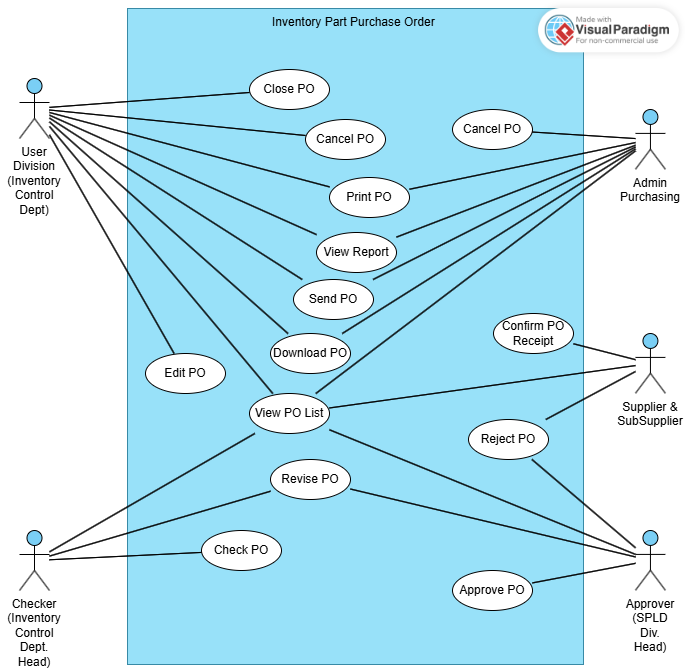 Inventory Part Purchase Order
Made with
VisualParadigm
For non-commercial use
Close PO
Cancel PO
Cancel PO
User
Division
(Inventory
Control
Dept)
Admin
Purchasing
Print PO
View Report
Send PO
Confirm PO
Receipt
Download PO
Edit PO
View PO List
Supplier &
SubSupplier
Reject PO
Revise PO
Check PO
Approve PO
Checker
(Inventory
Control
Dept.
Head)
Approver
(SPLD
Div.
Head)